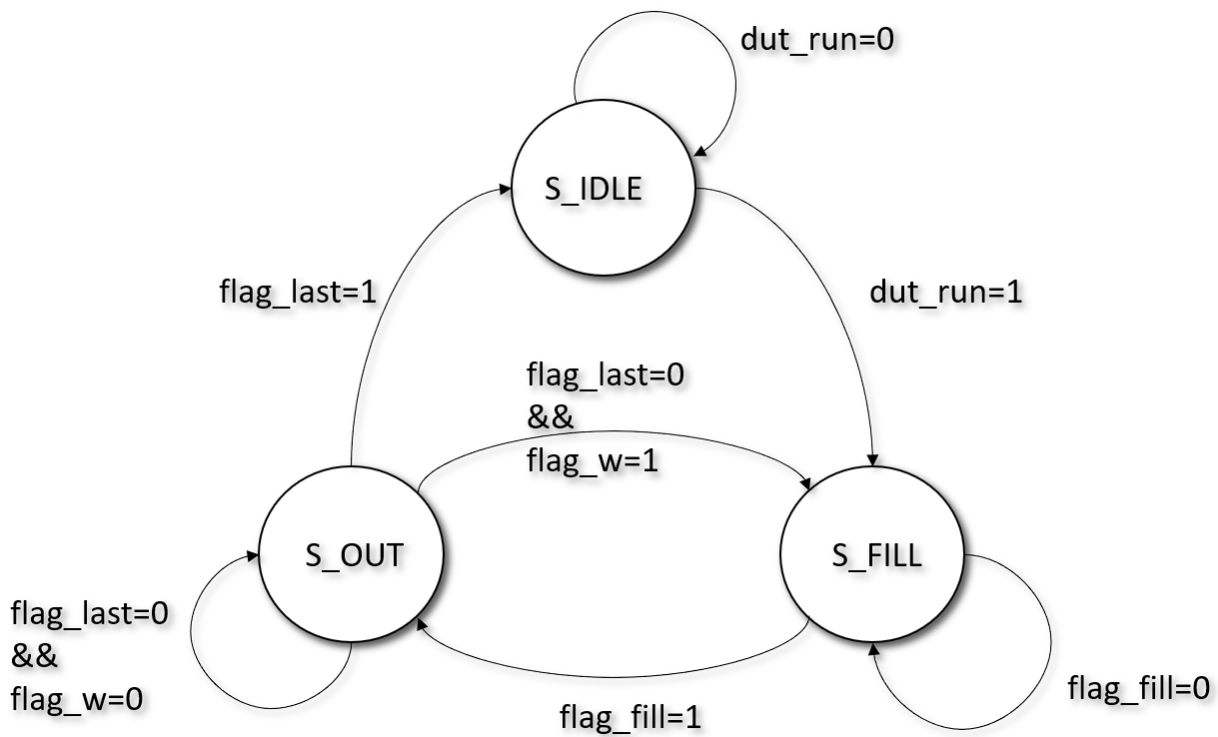 dut_run=0
S_IDLE
flag_last=1
dut_run=1
flag_last=0
&&
flag_w=1
S_OUT
S_FILL
flag_last=0
&&
flag_w=0
flag_fill=0
flag_fill=1